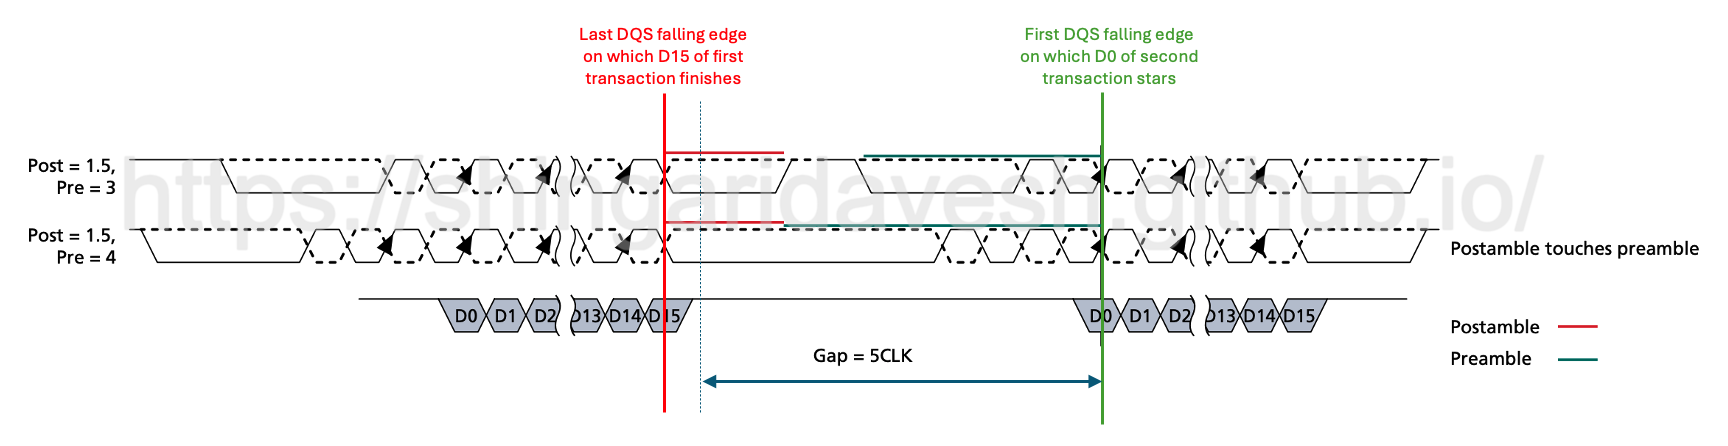 Last DQS falling edge
on which D15 of first
transaction finishes
First DQS falling edge
on which D0 of second
transaction stars
Post = 1.5,
Pre = 3
https://shingaridavesh.github.io/
Post = 1.5,
Pre = 4
Postamble touches preamble
D0 D1 D2 D13 D14 D15 D0 D1 D2 D13 D14 D15
Postamble
Gap = 5CLK
Preamble